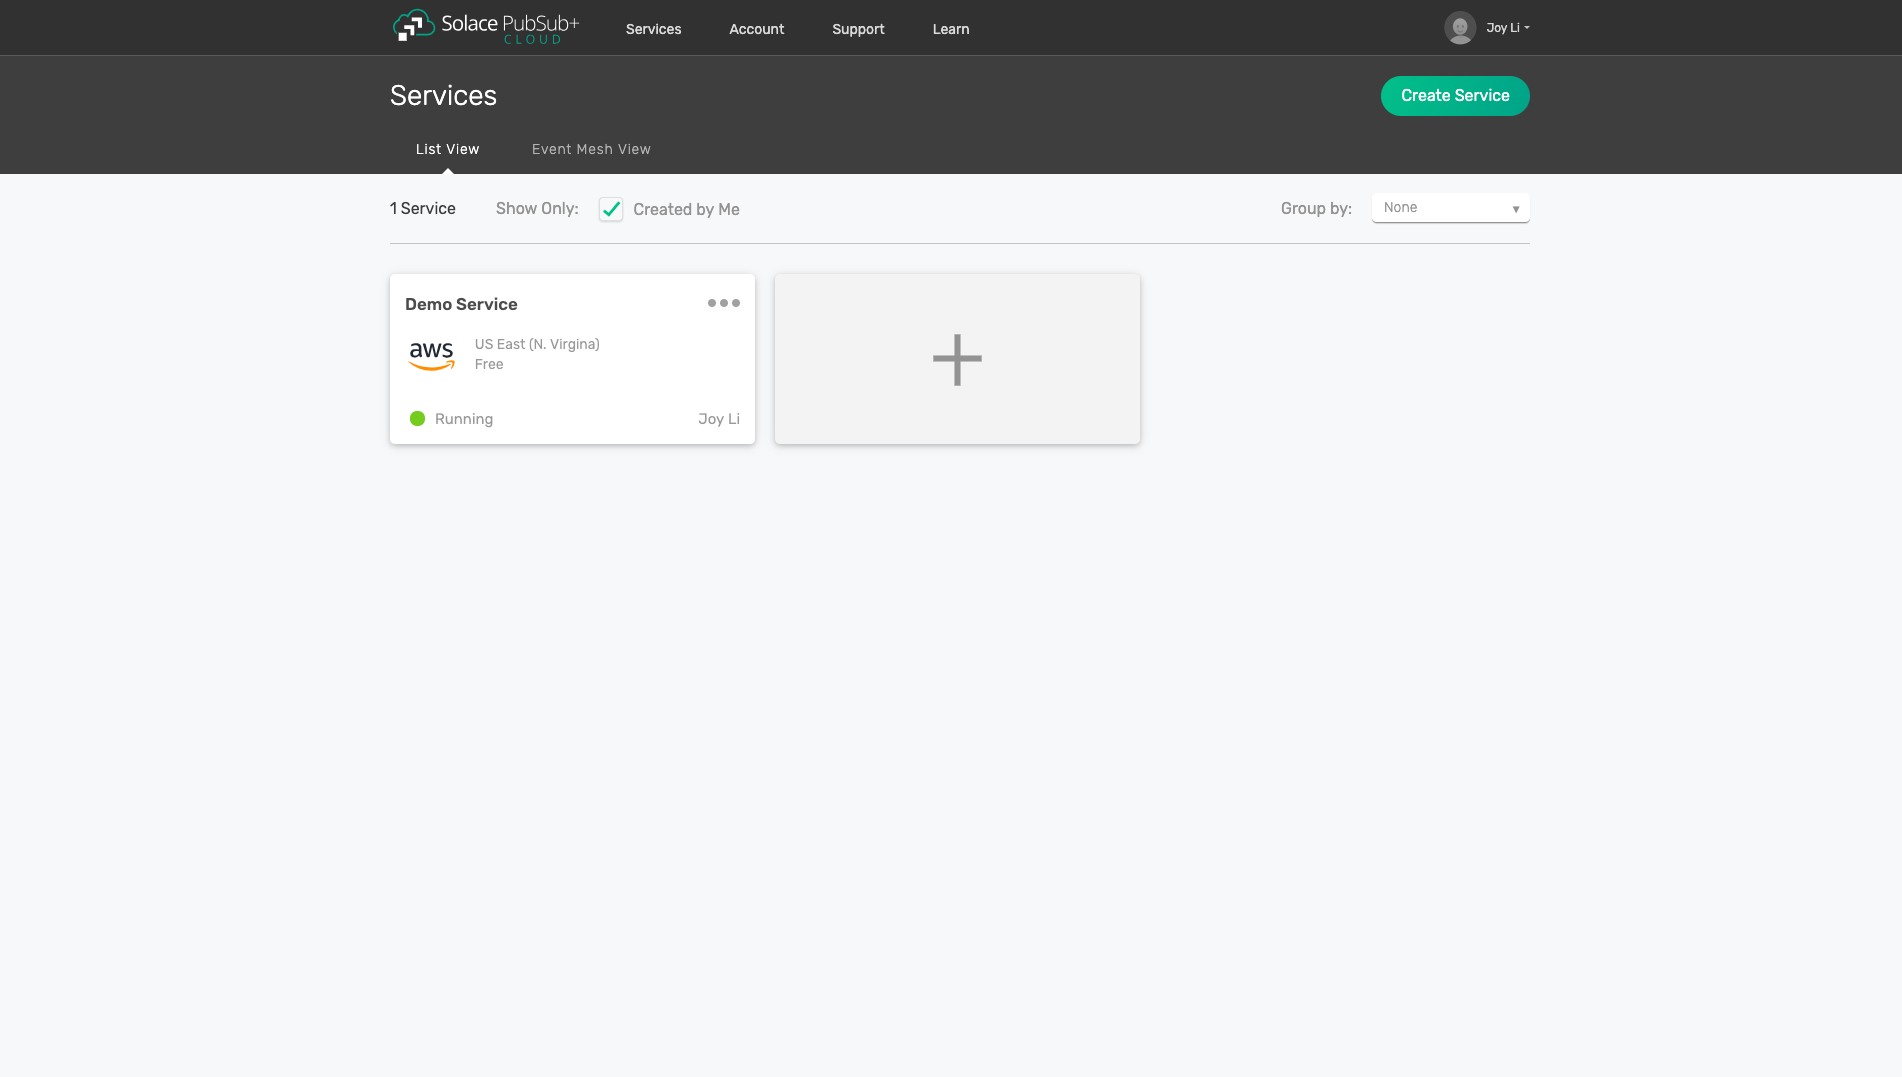 Solace PubSub+
CLOUD
Services
Account
Support
Learn
Joy Li
Services
Create Service
List View
Event Mesh View
1 Service
Show Only:
Created by Me
Group by:
None
Demo Service
aws
US East (N. Virgina)
Free
Running
Joy Li